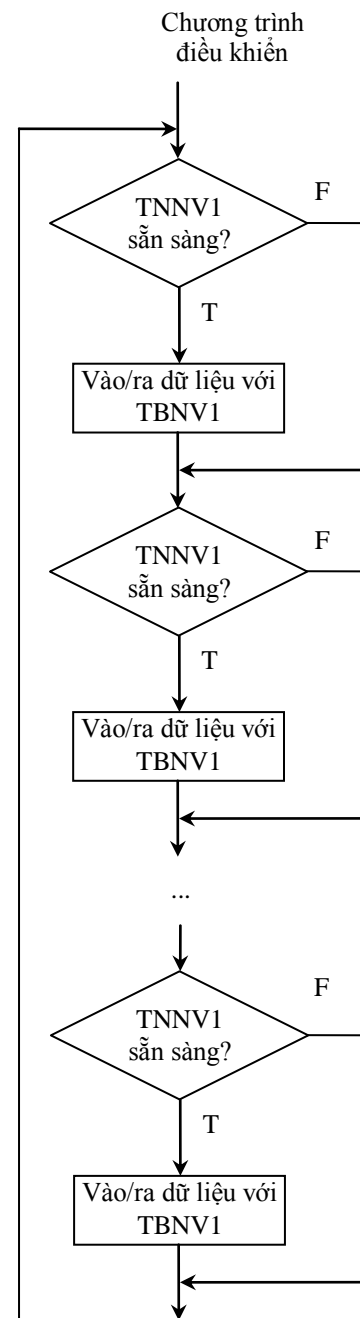 Chương trình
điều khiển
TNNV1
sẵn sàng?
F
T
Vào/ra dữ liệu với
TBNV1
TNNV1
sẵn sàng?
F
T
Vào/ra dữ liệu với
TBNV1
...
TNNV1
sẵn sàng?
F
T
Vào/ra dữ liệu với
TBNV1